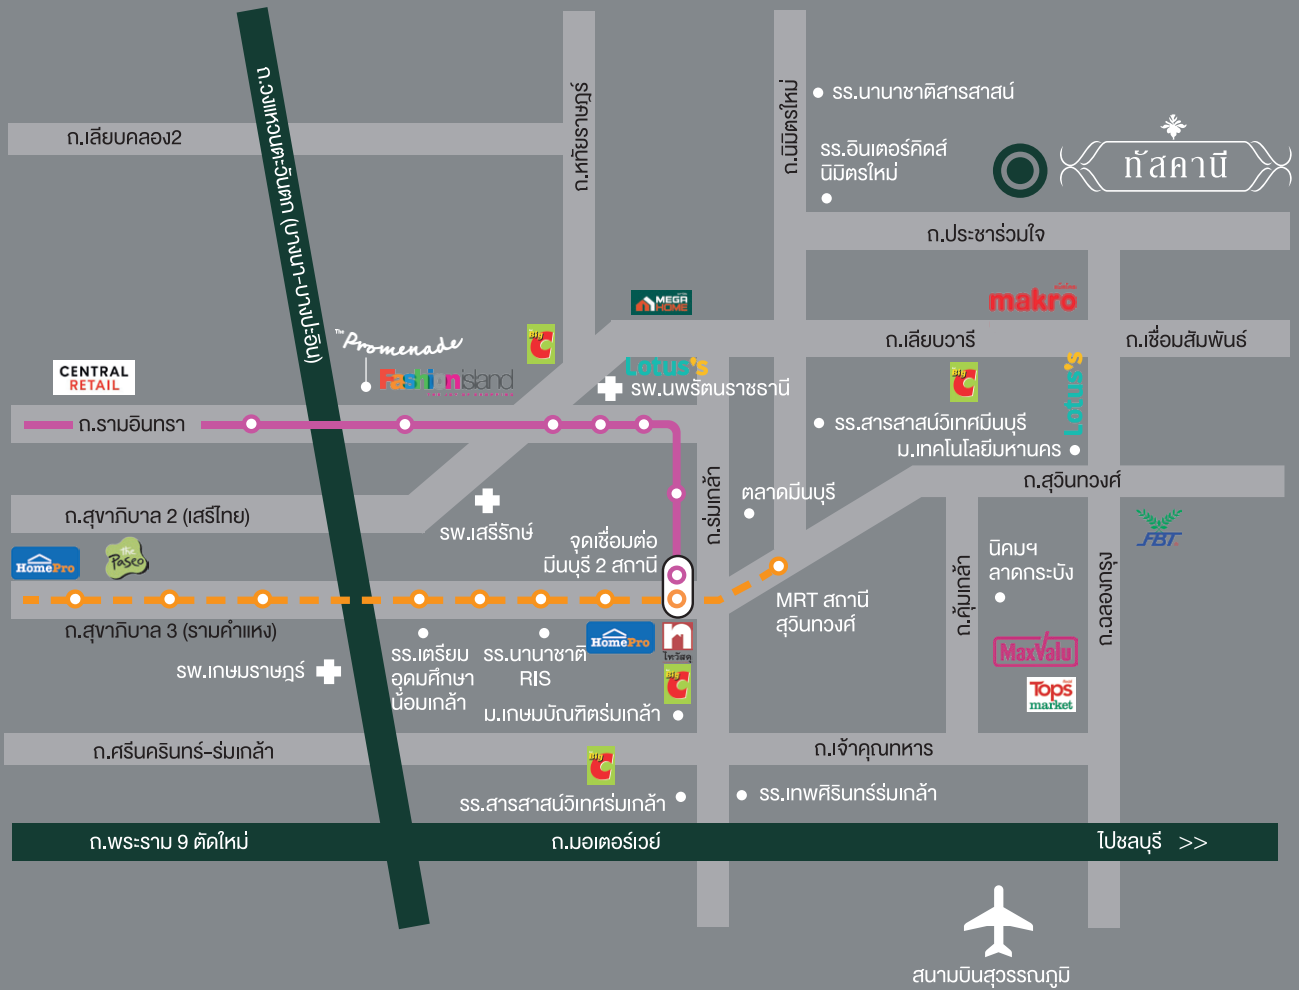 ถ.วงแหวนตะวันตก (บางนา-บางปะอิน)
ถ.เลียบคลอง2
ถ.หทัยราษฎร์
ถ.นิมิตรใหม่
รร.นานาชาติสารสาสน์
รร.อินเตอร์คิดส์
นิมิตรใหม่
ทัสคานี
ถ.ประชาร่วมใจ
MEGA
HOME
makro
ถ.เลียบวารี
ถ.เชื่อมสัมพันธ์
The Promenade
Big C
Fashion island
CENTRAL
RETAIL
Lotus's
รพ.นพรัตนราชธานี
Big C
Lotus's
ถ.รามอินทรา
รร.สารสาสน์วิเทศมีนบุรี
ม.เทคโนโลยีมหานคร
ถ.สุวินทวงศ์
ถ.ร่มเกล้า
ตลาดมีนบุรี
ถ.สุขาภิบาล 2 (เสรีไทย)
รพ.เสรีรักษ์
จุดเชื่อมต่อ
มีนบุรี 2 สถานี
FBT
HomePro
the Paseo
นิคมฯ
ลาดกระบัง
ถ.คุ้มเกล้า
ถ.ฉลองกรุง
MRT สถานี
สุวินทวงศ์
ถ.สุขาภิบาล 3 (รามคำแหง)
HomePro
ไทวัสดุ
รพ.เกษมราษฎร์
รร.เตรียม
อุดมศึกษา
น้อมเกล้า
รร.นานาชาติ
RIS
Big C
MaxValu
Tops
market
ม.เกษมบัณฑิตร่มเกล้า
ถ.ศรีนครินทร์-ร่มเกล้า
ถ.เจ้าคุณทหาร
Big C
รร.สารสาสน์วิเทศร่มเกล้า
รร.เทพศิรินทร์ร่มเกล้า
ถ.พระราม 9 ตัดใหม่
ถ.มอเตอร์เวย์
ไปชลบุรี >>
สนามบินสุวรรณภูมิ